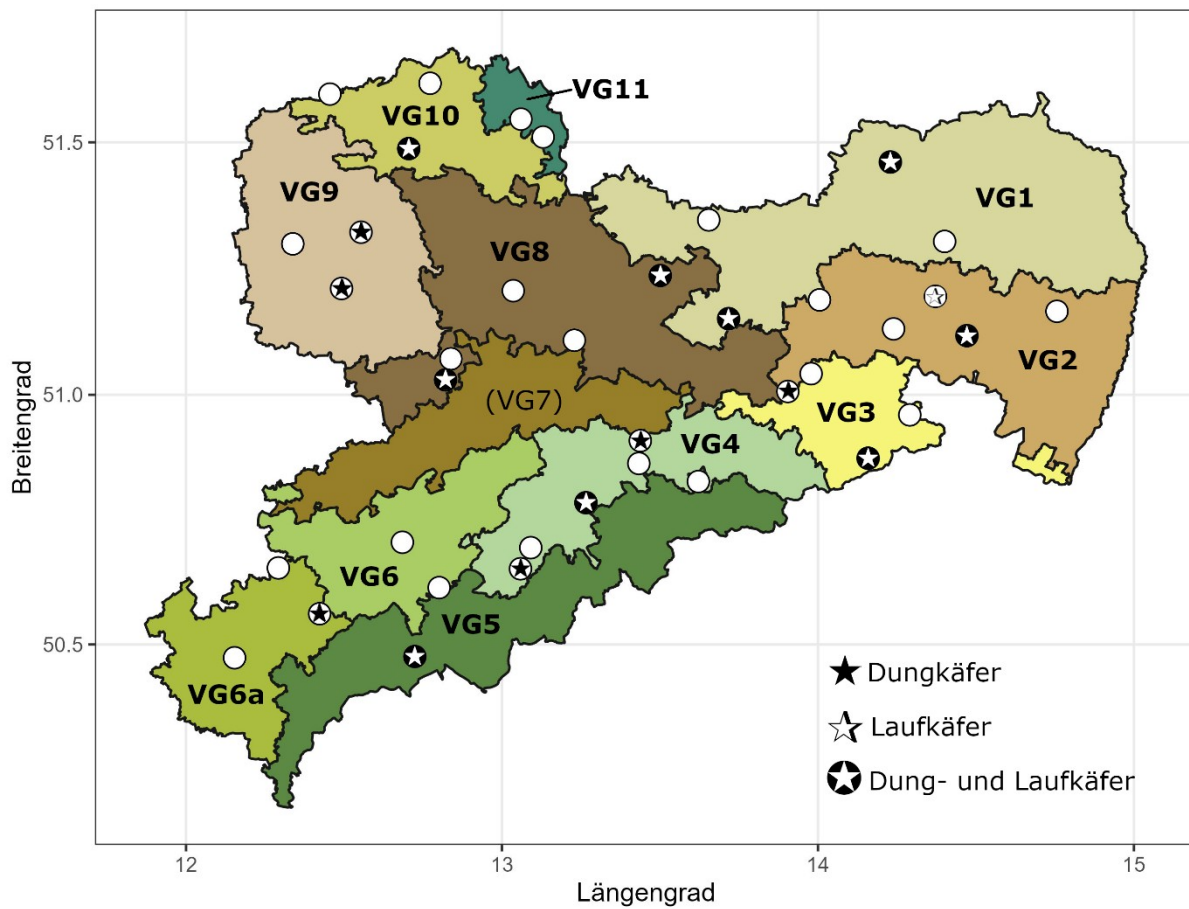 51.5
51.0
50.5
Breitengrad
VG11
VG10
VG9
VG1
VG8
VG2
(VG7)
VG3
VG4
VG6
VG5
VG6a
Dungkäfer
Laufkäfer
Dung- und Laufkäfer
12
13
14
15
Längengrad